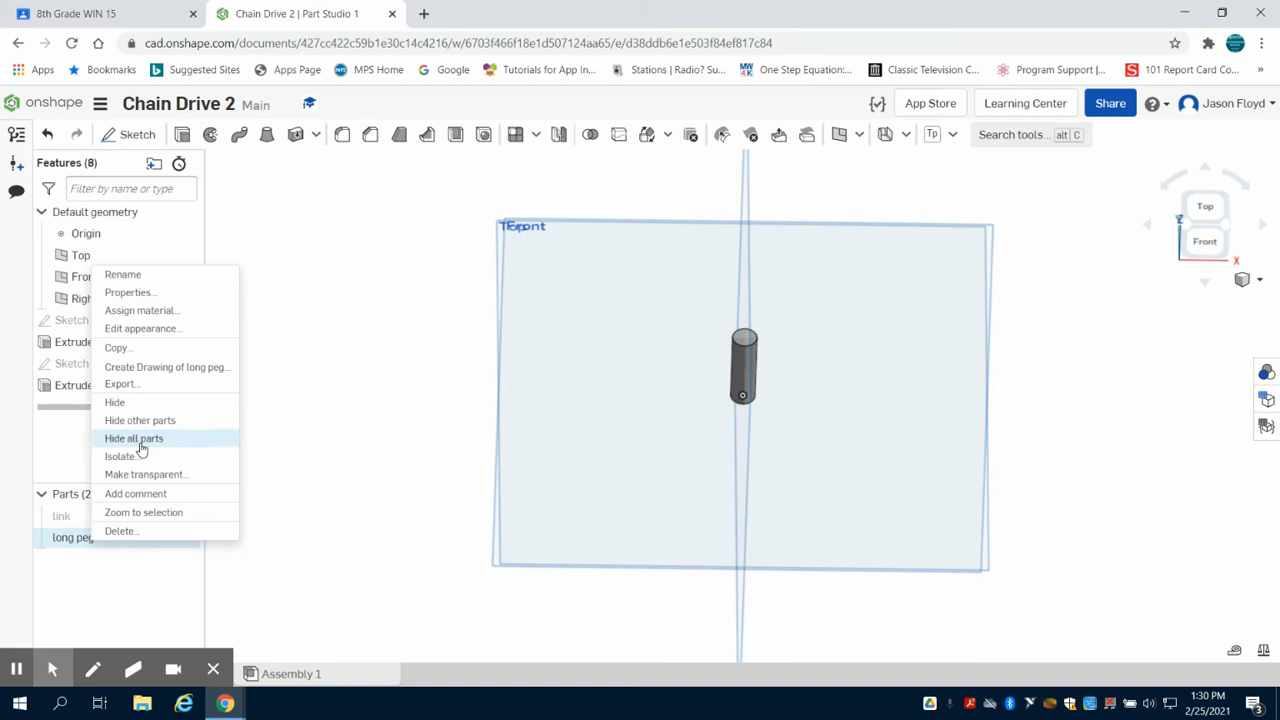 8th Grade WIN 15
Chain Drive 2 | Part Studio 1
cad.onshape.com/documents/427cc422c59b1e30c14c4216/w/6703f466f18e1d507124aa65/e/d38ddb6e1e503f84ef817c84
Apps
Bookmarks
Suggested Sites
Apps Page
MPS Home
Google
Tutorials for App In...
Stations | Radio? Su...
One Step Equation:...
Classic Television C...
Program Support |...
101 Report Card Co...
»
onshape
Chain Drive 2
Main
App Store
Learning Center
Share
Jason Floyd
Sketch
Tp
Search tools...
alt
C
Features (8)
Filter by name or type
Default geometry
Origin
Top
Fron
Righ
Sketch
Extrude
Sketch
Extrude
Parts (2
link
long peg
Rename
Properties...
Assign material...
Edit appearance...
Copy...
Create Drawing of long peg...
Export...
Hide
Hide other parts
Hide all parts
Isolate...
Make transparent...
Add comment
Zoom to selection
Delete...
Front
Top
Front
Z
X
Assembly 1
1:30 PM
2/25/2021
3